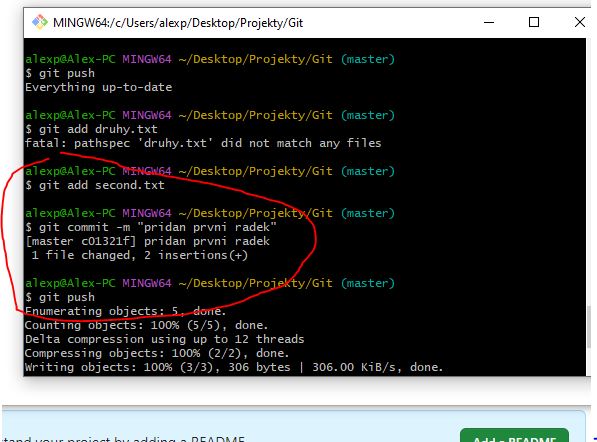 MINGW64:/c/Users/alexp/Desktop/Projekty/Git
alexp@Alex-PC MINGW64 ~/Desktop/Projekty/Git (master)
$ git push
Everything up-to-date
alexp@Alex-PC MINGW64 ~/Desktop/Projekty/Git (master)
$ git add druhy.txt
fatal: pathspec 'druhy.txt' did not match any files
alexp@Alex-PC MINGW64 ~/Desktop/Projekty/Git (master)
$ git add second.txt
alexp@Alex-PC MINGW64 ~/Desktop/Projekty/Git (master)
$ git commit -m "pridan prvni radek"
[master c01321f] pridan prvni radek
 1 file changed, 2 insertions(+)
alexp@Alex-PC MINGW64 ~/Desktop/Projekty/Git (master)
$ git push
Enumerating objects: 5, done.
Counting objects: 100% (5/5), done.
Delta compression using up to 12 threads
Compressing objects: 100% (2/2), done.
Writing objects: 100% (3/3), 306 bytes | 306.00 KiB/s, done.
your project by adding a README
Add a README